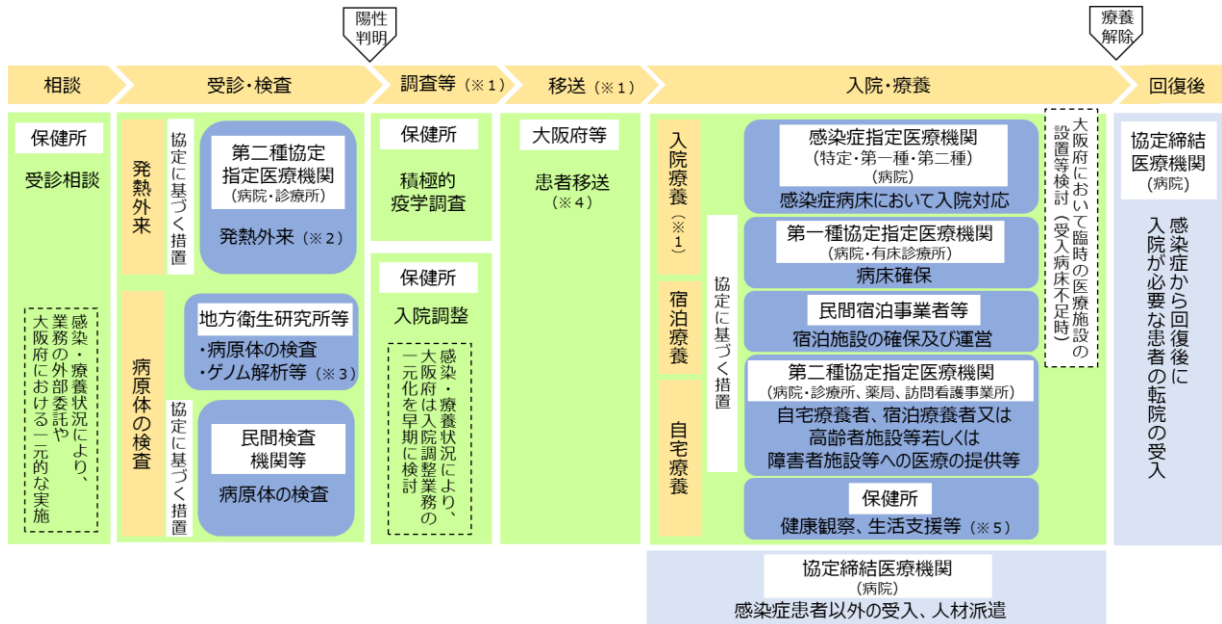 陽性
判明
療養
解除
相談
受診・検査
調査等（※１）
移送（※１）
入院・療養
回復後
保健所
受診相談
感染・療養状況により、
業務の外部委託や
大阪府における一元的な実施
発熱外来
協定に基づく措置
第二種協定
指定医療機関
（病院・診療所）
発熱外来（※２）
病原体の検査
地方衛生研究所等
・病原体の検査
・ゲノム解析等（※３）
協定に基づく措置
民間検査
機関等
病原体の検査
保健所
積極的
疫学調査
保健所
入院調整
感染・療養状況により、
大阪府は入院調整業務の
一元化を早期に検討
大阪府等
患者移送
（※４）
入院療養（※１）
宿泊療養
自宅療養
協定に基づく措置
感染症指定医療機関
（特定・第一種・第二種）
（病院）
感染症病床において入院対応
第一種協定指定医療機関
（病院・有床診療所）
病床確保
民間宿泊事業者等
宿泊施設の確保及び運営
第二種協定指定医療機関
（病院・診療所、薬局、訪問看護事業所）
自宅療養者、宿泊療養者又は
高齢者施設等若しくは
障害者施設等への医療の提供等
保健所
健康観察、生活支援等（※５）
大阪府において臨時の医療施設の
設置等検討（受入病床不足時）
協定締結
医療機関
（病院）
感染症から回復後に
入院が必要な患者の転院の受入
協定締結医療機関
（病院）
感染症患者以外の受入、人材派遣